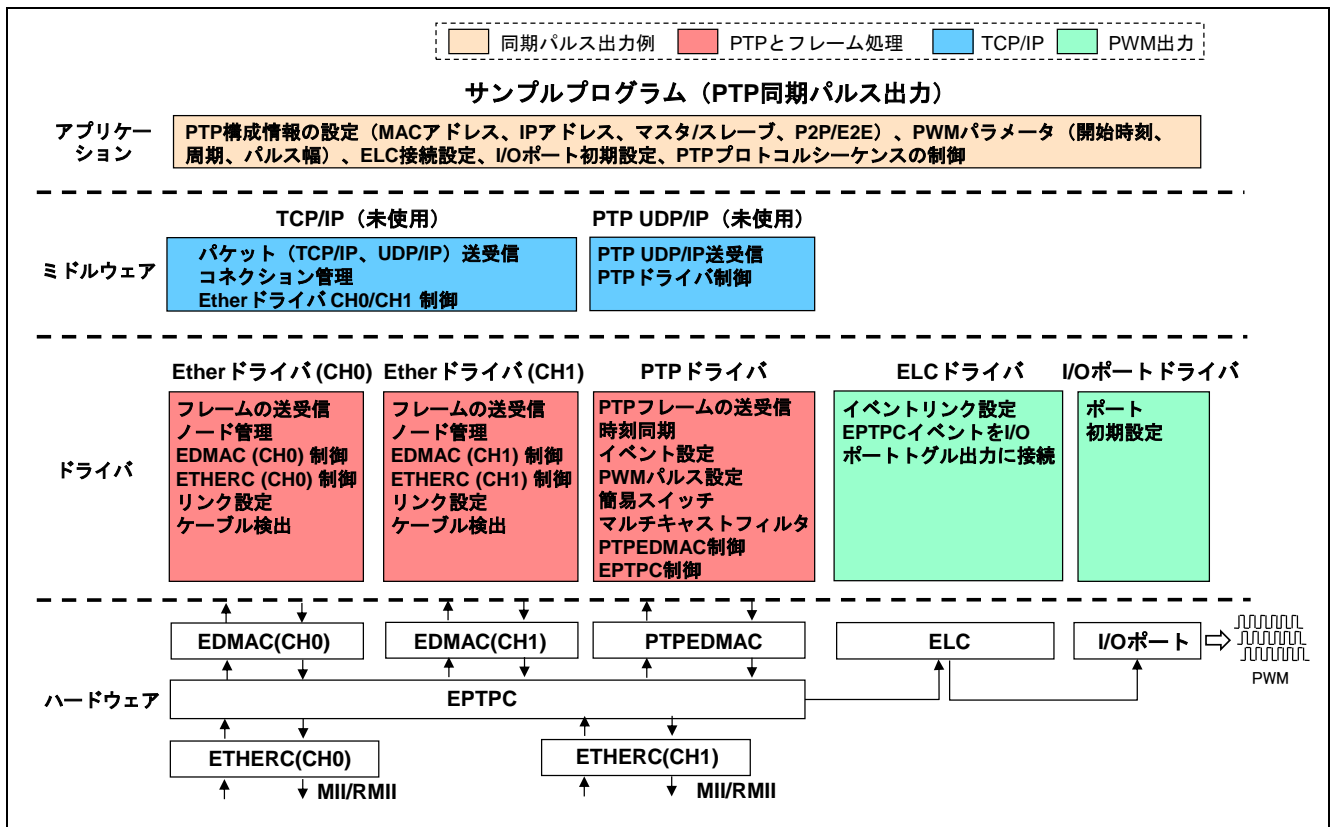 同期パルス出力例
PTPとフレーム処理
TCP/IP
PWM出力
サンプルプログラム（PTP同期パルス出力）
アプリケー
ション
PTP構成情報の設定（MACアドレス、IPアドレス、マスタ/スレーブ、P2P/E2E）、PWMパラメータ（開始時刻、
周期、パルス幅）、ELC接続設定、I/Oポート初期設定、PTPプロトコルシーケンスの制御
TCP/IP（未使用）
PTP UDP/IP（未使用）
ミドルウェア
パケット（TCP/IP、UDP/IP）送受信
コネクション管理
Etherドライバ CH0/CH1 制御
PTP UDP/IP送受信
PTPドライバ制御
Etherドライバ (CH0)
Etherドライバ (CH1)
PTPドライバ
ELCドライバ
I/Oポートドライバ
ドライバ
フレームの送受信
ノード管理
EDMAC (CH0) 制御
ETHERC (CH0) 制御
リンク設定
ケーブル検出
フレームの送受信
ノード管理
EDMAC (CH1) 制御
ETHERC (CH1) 制御
リンク設定
ケーブル検出
PTPフレームの送受信
時刻同期
イベント設定
PWMパルス設定
簡易スイッチ
マルチキャストフィルタ
PTPEDMAC制御
EPTPC制御
イベントリンク設定
EPTPCイベントをI/O
ポートトグル出力に接続
ポート
初期設定
ハードウェア
EDMAC(CH0)
EDMAC(CH1)
PTPEDMAC
ELC
I/Oポート
PWM
EPTPC
ETHERC(CH0)
ETHERC(CH1)
MII/RMII
MII/RMII